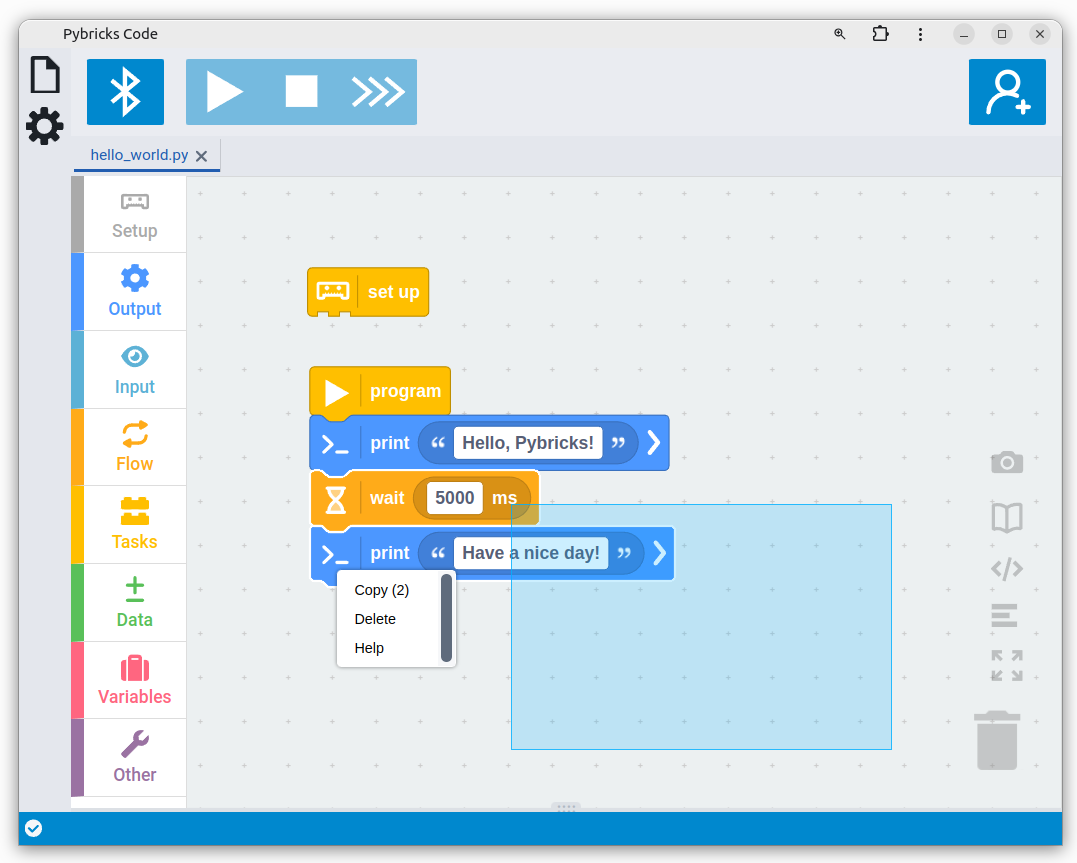 Pybricks Code
hello_world.py
Setup
Output
Input
Flow
Tasks
Data
Variables
Other
set up
program
print “ Hello, Pybricks! ”
wait 5000 ms
print “ Have a nice day! ”
Copy (2)
Delete
Help